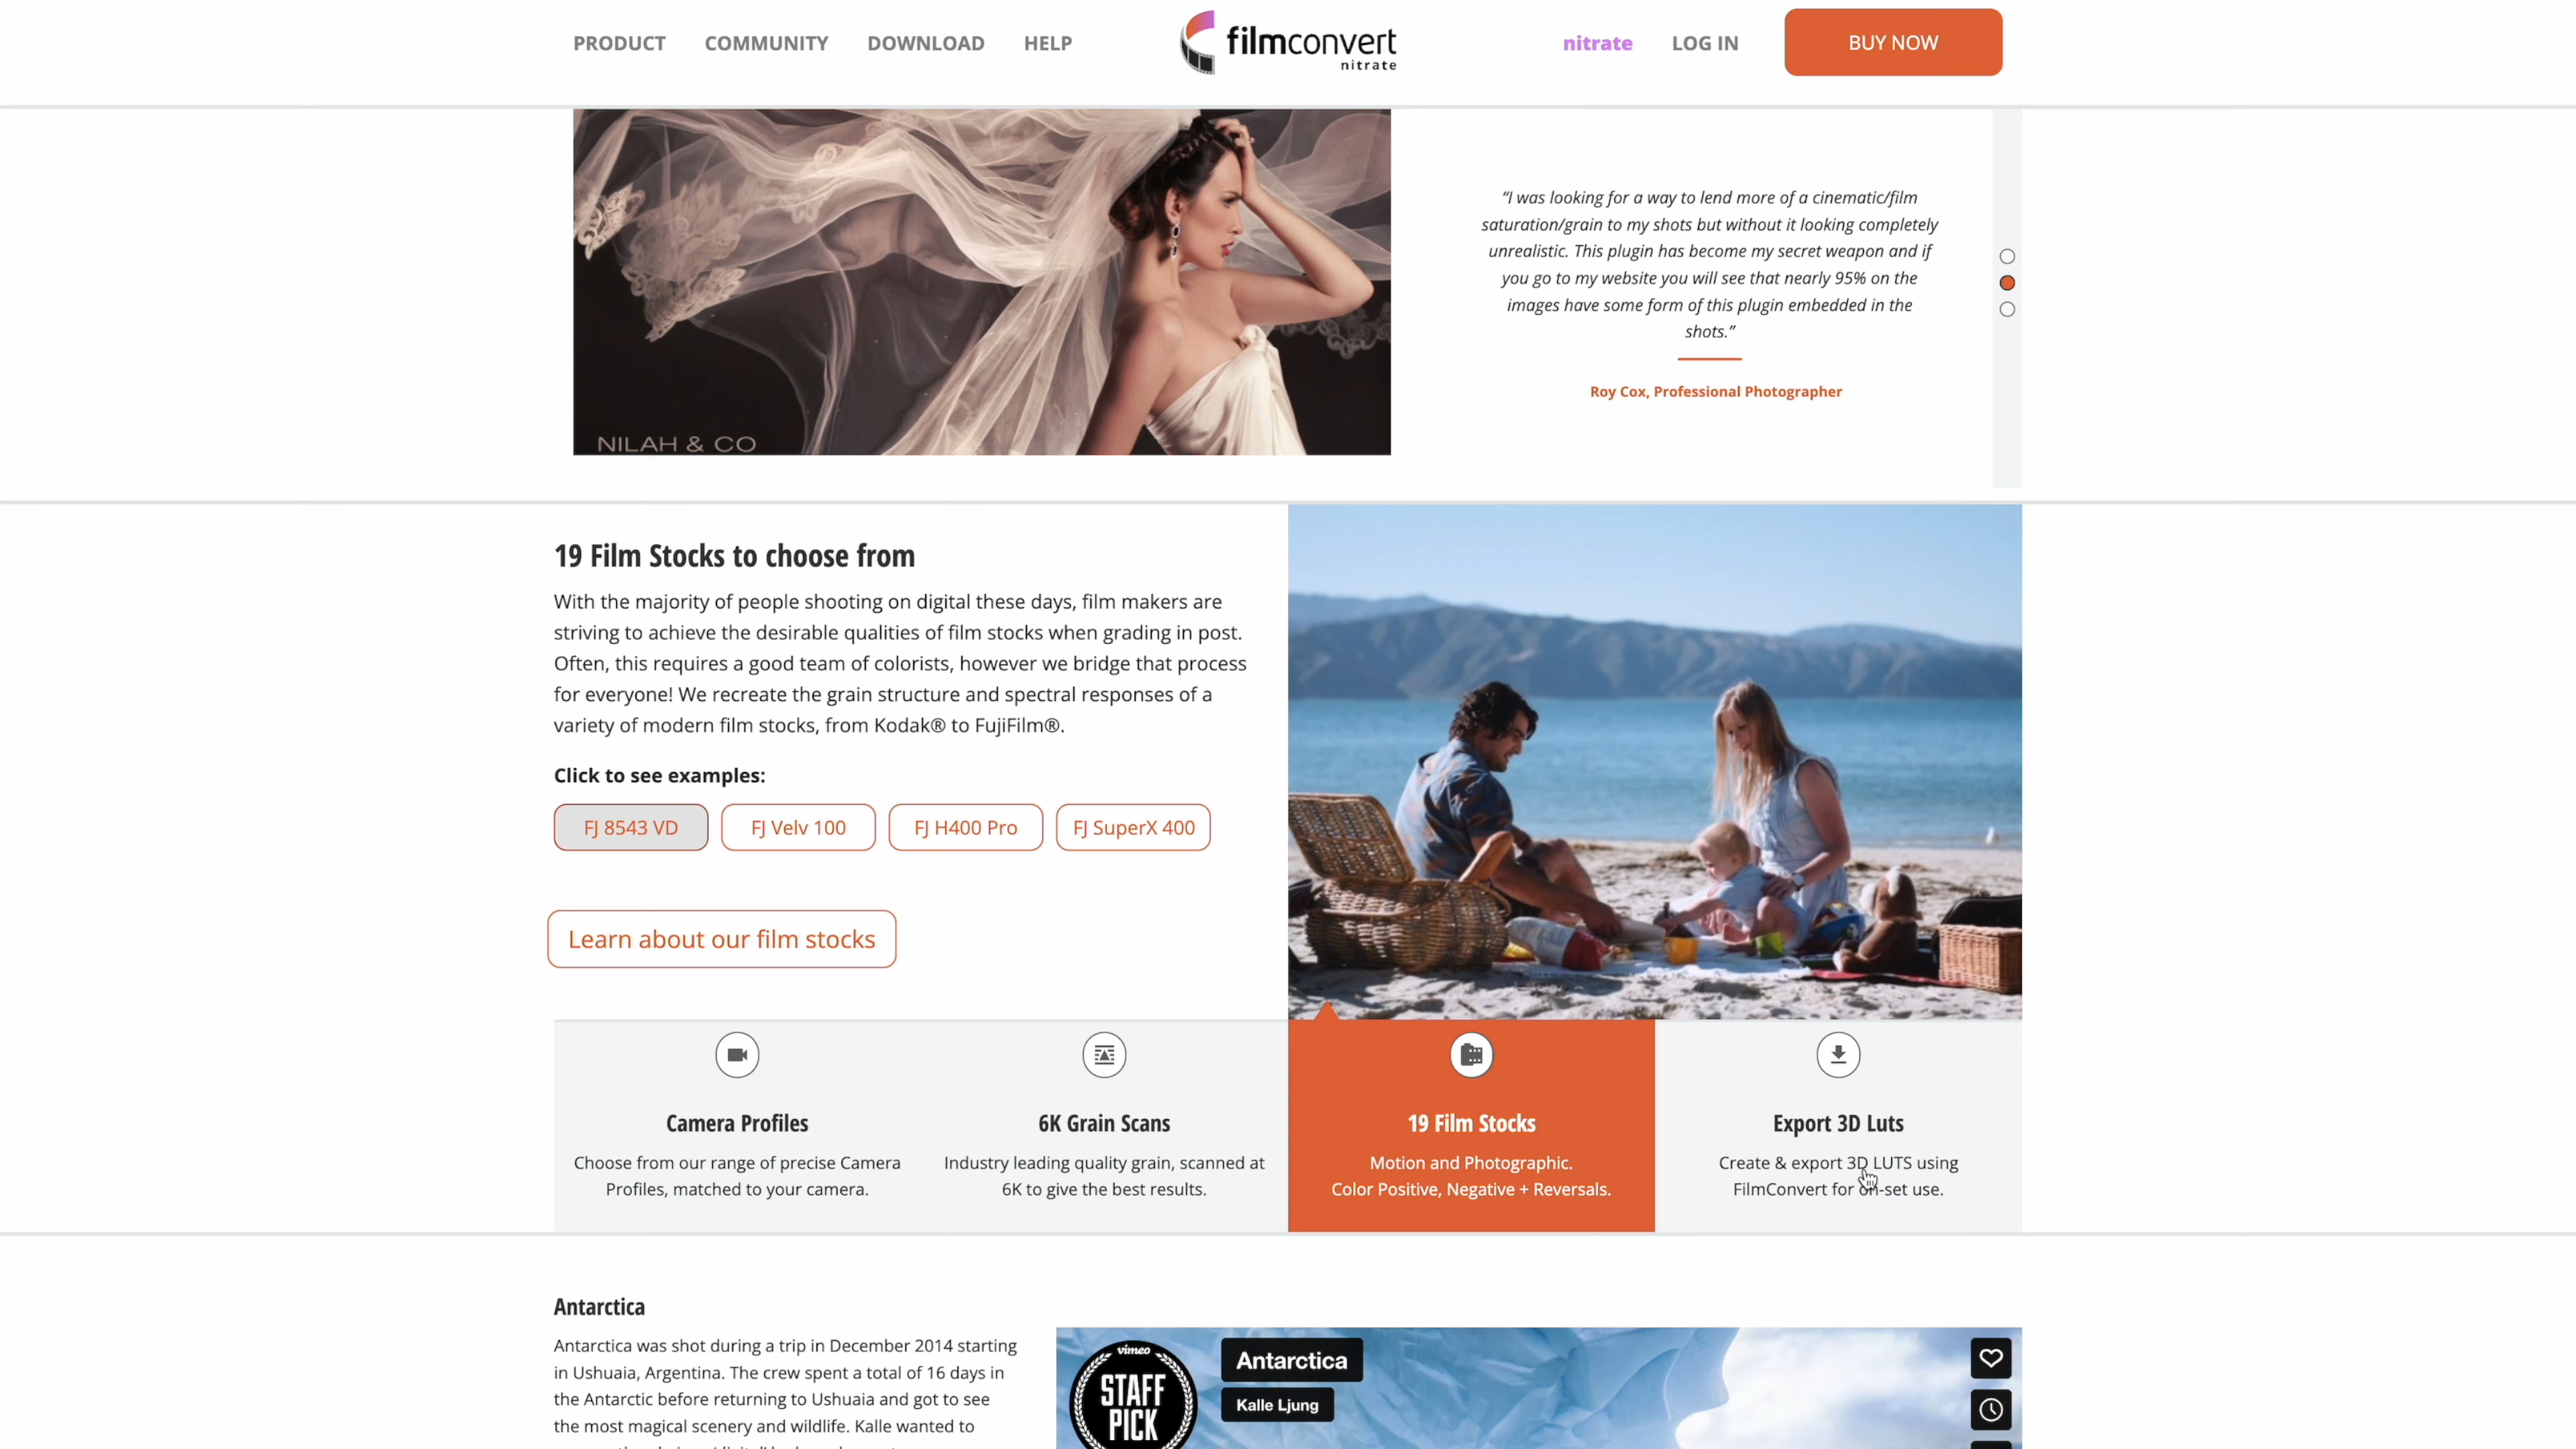 PRODUCT COMMUNITY DOWNLOAD HELP
filmconvert
nitrate
nitrate LOG IN BUY NOW
NILAH & CO
“I was looking for a way to lend more of a cinematic/film
saturation/grain to my shots but without it looking completely
unrealistic. This plugin has become my secret weapon and if
you go to my website you will see that nearly 95% on the
images have some form of this plugin embedded in the
shots.”
Roy Cox, Professional Photographer
19 Film Stocks to choose from
With the majority of people shooting on digital these days, film makers are
striving to achieve the desirable qualities of film stocks when grading in post.
Often, this requires a good team of colorists, however we bridge that process
for everyone! We recreate the grain structure and spectral responses of a
variety of modern film stocks, from Kodak® to FujiFilm®.
Click to see examples:
FJ 8543 VD FJ Velv 100 FJ H400 Pro FJ SuperX 400
Learn about our film stocks
Camera Profiles
Choose from our range of precise Camera
Profiles, matched to your camera.
6K Grain Scans
Industry leading quality grain, scanned at
6K to give the best results.
19 Film Stocks
Motion and Photographic.
Color Positive, Negative + Reversals.
Export 3D Luts
Create & export 3D LUTS using
FilmConvert for on-set use.
Antarctica
Antarctica was shot during a trip in December 2014 starting
in Ushuaia, Argentina. The crew spent a total of 16 days in
the Antarctic before returning to Ushuaia and got to see
the most magical scenery and wildlife. Kalle wanted to
vimeo
STAFF
PICK
Antarctica
Kalle Ljung